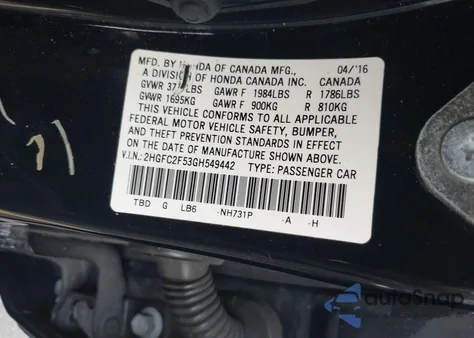 MFD. BY HONDA OF CANADA MFG., 04/'16
A DIVISION OF HONDA CANADA INC. CANADA
GVWR LBS GAWR F 1984LBS R 1786LBS
GVWR 1695KG GAWR F 900KG R 810KG
THIS VEHICLE CONFORMS TO ALL APPLICABLE
FEDERAL MOTOR VEHICLE SAFETY, BUMPER,
AND THEFT PREVENTION STANDARDS IN EFFECT
ON THE DATE OF MANUFACTURE SHOWN ABOVE.
V.I.N.: 2HGFC2F53GH549442 TYPE: PASSENGER CAR
TBD G LB6 -NH731P -A -H
autoSnap